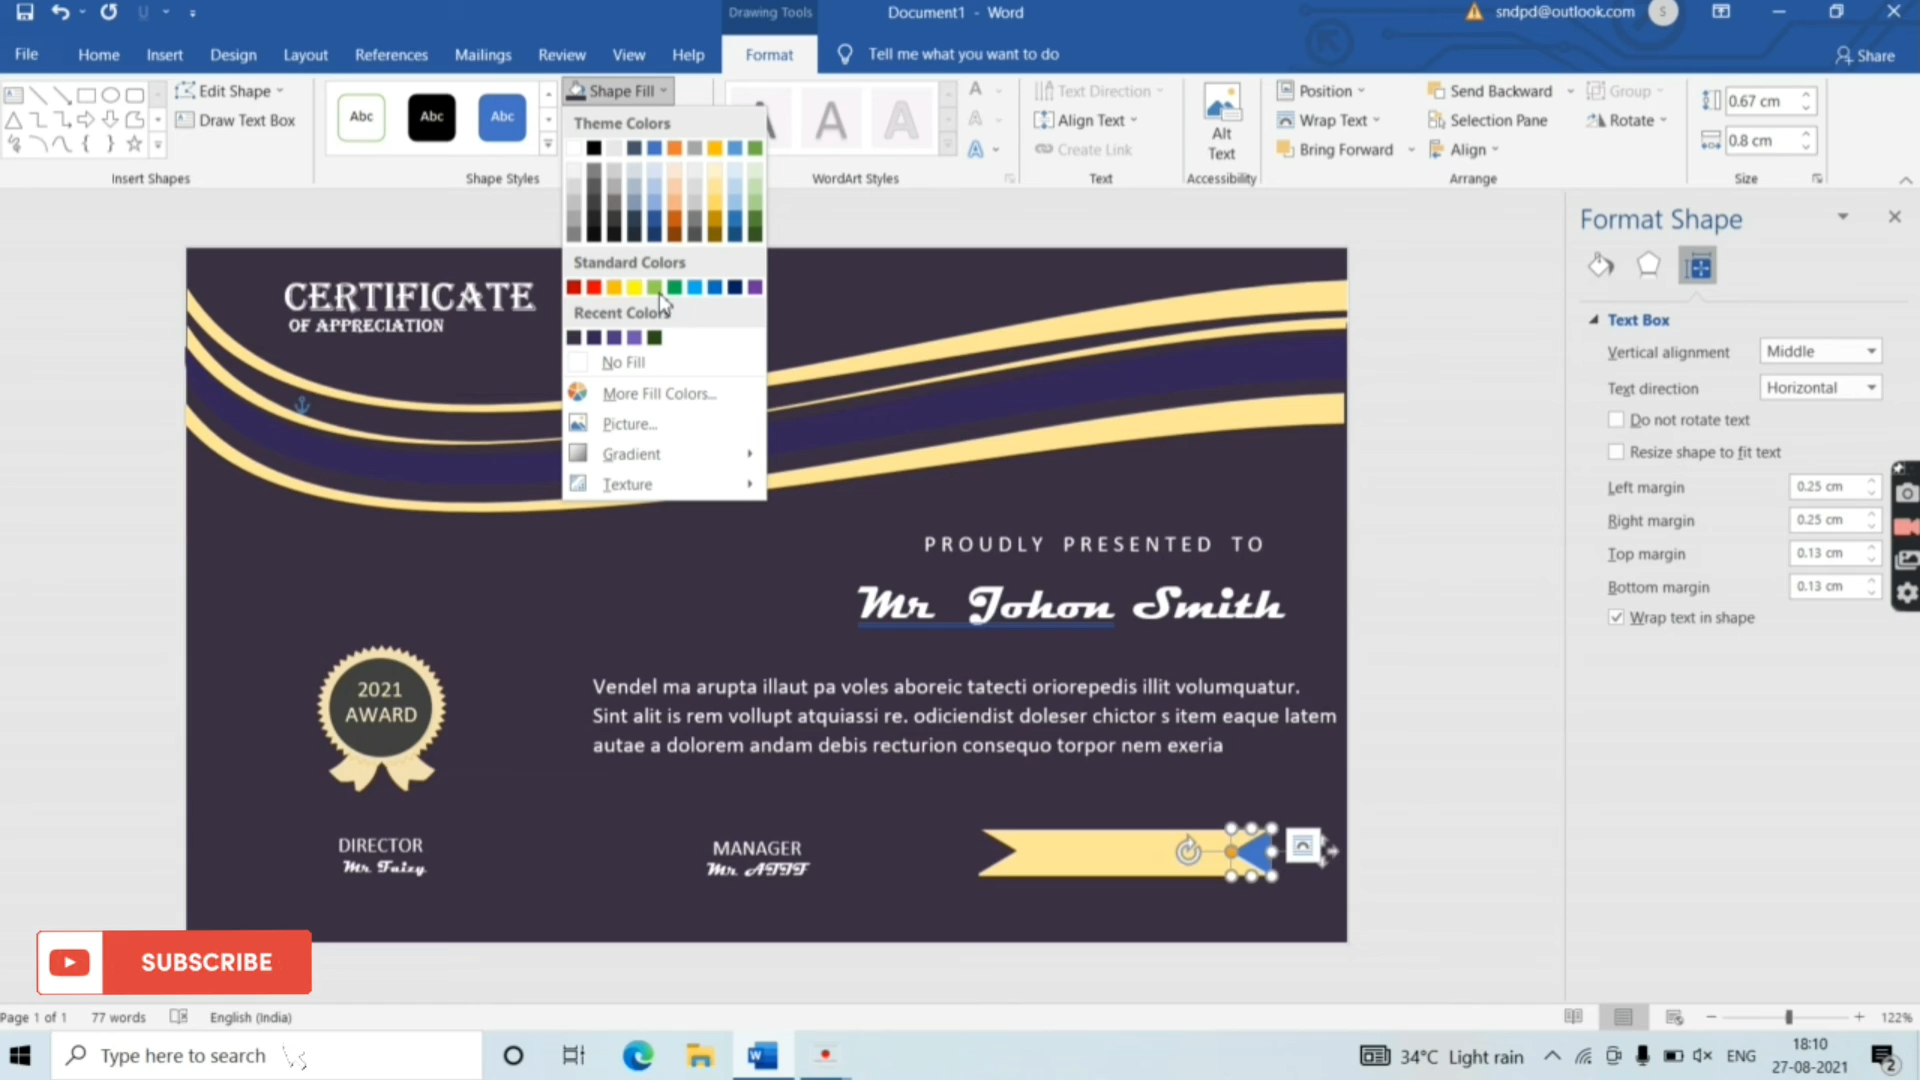 Drawing Tools
Document1 - Word
sndpd@outlook.com
S
File
Home
Insert
Design
Layout
References
Mailings
Review
View
Help
Format
Tell me what you want to do
Share
Edit Shape
Draw Text Box
Insert Shapes
Abc
Abc
Abc
Shape Styles
Shape Fill
WordArt Styles
Text Direction
Align Text
Create Link
Text
Alt
Text
Accessibility
Position
Wrap Text
Bring Forward
Send Backward
Selection Pane
Align
Group
Rotate
Arrange
0.67 cm
0.8 cm
Size
Theme Colors
Standard Colors
Recent Colors
No Fill
More Fill Colors...
Picture...
Gradient
Texture
CERTIFICATE
OF APPRECIATION
PROUDLY PRESENTED TO
Mr Johon Smith
2021
AWARD
Vendel ma arupta illaut pa voles aboreic tatecti oriorepedis illit volumquatur.
Sint alit is rem vollupt atquiassi re. odiciendist doleser chictor s item eaque latem
autae a dolorem andam debis recturion consequo torpor nem exeria
DIRECTOR
Mr. Faizy
MANAGER
Mr. ATIF
Format Shape
Text Box
Vertical alignment
Middle
Text direction
Horizontal
Do not rotate text
Resize shape to fit text
Left margin
0.25 cm
Right margin
0.25 cm
Top margin
0.13 cm
Bottom margin
0.13 cm
Wrap text in shape
SUBSCRIBE
Page 1 of 1
77 words
English (India)
122%
Type here to search
34°C Light rain
ENG
18:10
27-08-2021
2